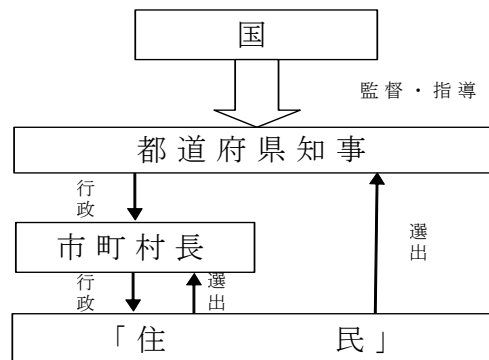 国
監督・指導
都道府県知事
行政
市町村長
選出
行政
選出
「住　民」